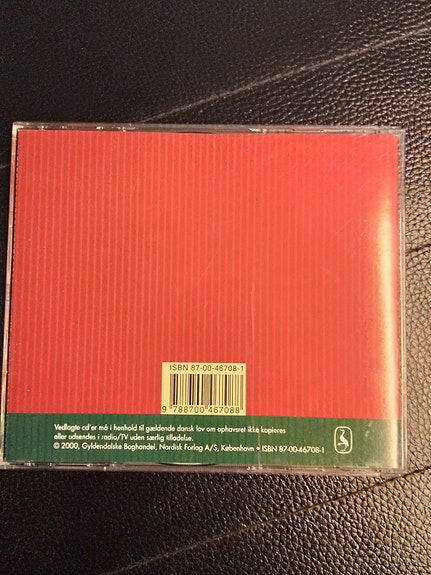 ISBN 87-00-46708-1
9 788700 467088
Vedlagte cd'er må i henhold til gældende dansk lov om ophavsret ikke kopieres
eller udsendes i radio/TV uden særlig tilladelse.
© 2000, Gyldendalske Boghandel, Nordisk Forlag A/S, København • ISBN 87-00-46708-1